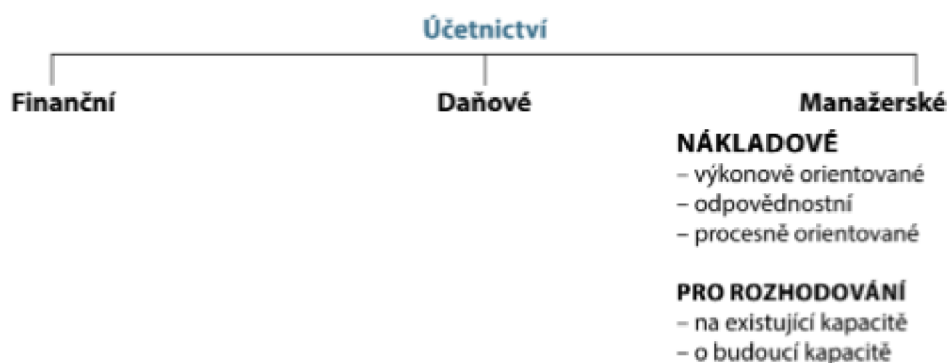 Účetnictví
Finanční Daňové Manažerské
NÁKLADOVÉ
– výkonově orientované
– odpovědnostní
– procesně orientované
PRO ROZHODOVÁNÍ
– na existující kapacitě
– o budoucí kapacitě